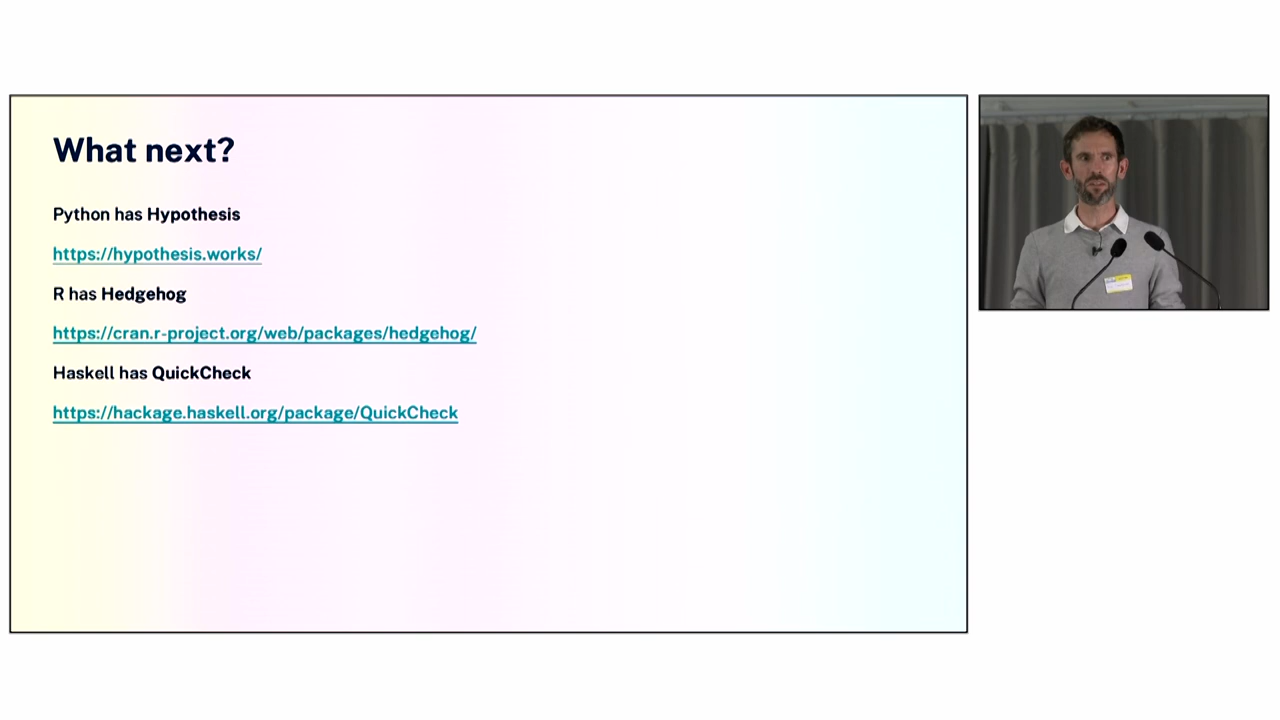 What next?
Python has Hypothesis
https://hypothesis.works/
R has Hedgehog
https://cran.r-project.org/web/packages/hedgehog/
Haskell has QuickCheck
https://hackage.haskell.org/package/QuickCheck